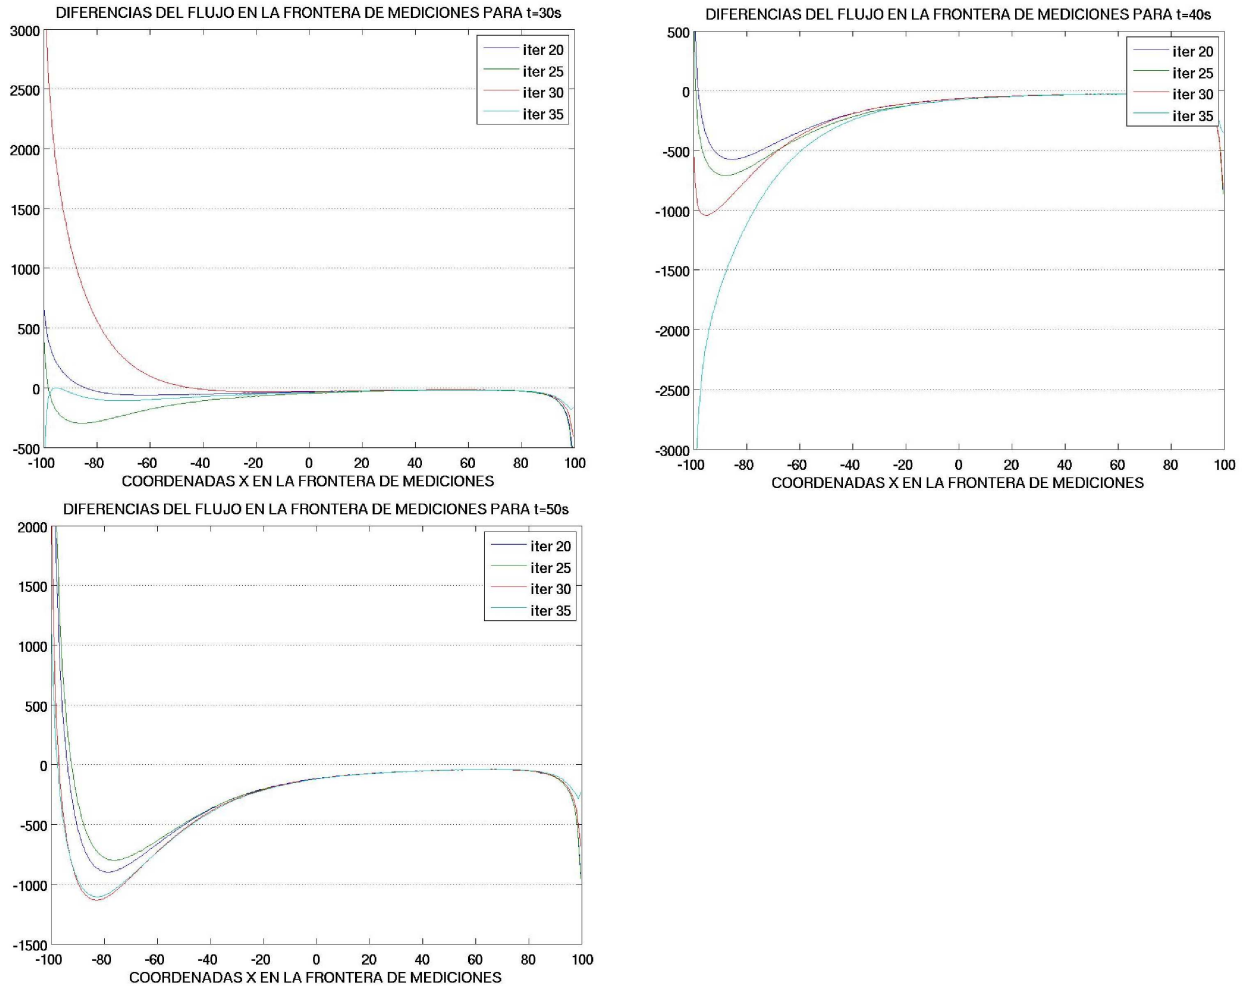 DIFERENCIAS DEL FLUJO EN LA FRONTERA DE MEDICIONES PARA t=30s
3000
2500
2000
1500
1000
500
0
-500
iter 20
iter 25
iter 30
iter 35
-100 -80 -60 -40 -20 0 20 40 60 80 100
COORDENADAS X EN LA FRONTERA DE MEDICIONES
DIFERENCIAS DEL FLUJO EN LA FRONTERA DE MEDICIONES PARA t=40s
500
0
-500
-1000
-1500
-2000
-2500
-3000
iter 20
iter 25
iter 30
iter 35
-100 -80 -60 -40 -20 0 20 40 60 80 100
COORDENADAS X EN LA FRONTERA DE MEDICIONES
DIFERENCIAS DEL FLUJO EN LA FRONTERA DE MEDICIONES PARA t=50s
2000
1500
1000
500
0
-500
-1000
-1500
iter 20
iter 25
iter 30
iter 35
-100 -80 -60 -40 -20 0 20 40 60 80 100
COORDENADAS X EN LA FRONTERA DE MEDICIONES